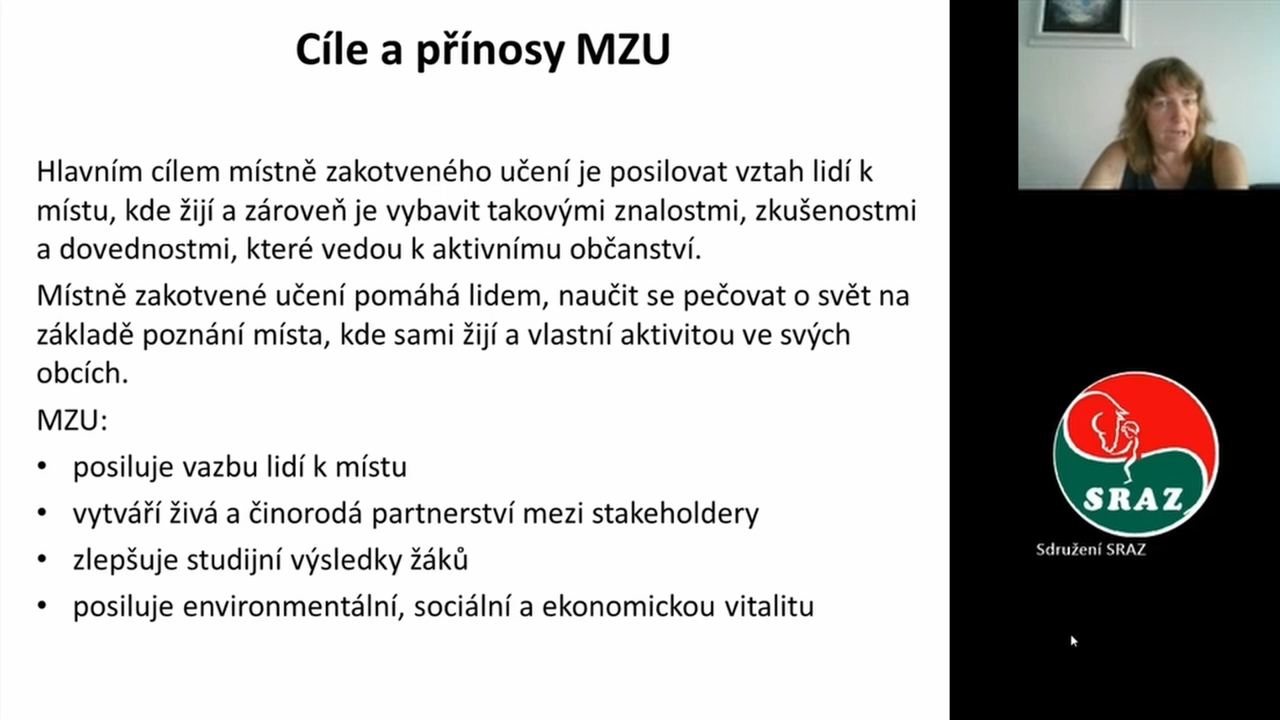 Cíle a přínosy MZU
Hlavním cílem místně zakotveného učení je posilovat vztah lidí k
místu, kde žijí a zároveň je vybavit takovými znalostmi, zkušenostmi
a dovednostmi, které vedou k aktivnímu občanství.
Místně zakotvené učení pomáhá lidem, naučit se pečovat o svět na
základě poznání místa, kde sami žijí a vlastní aktivitou ve svých
obcích.
MZU:
• posiluje vazbu lidí k místu
• vytváří živá a činorodá partnerství mezi stakeholdery
• zlepšuje studijní výsledky žáků
• posiluje environmentální, sociální a ekonomickou vitalitu
SRAZ
Sdružení SRAZ